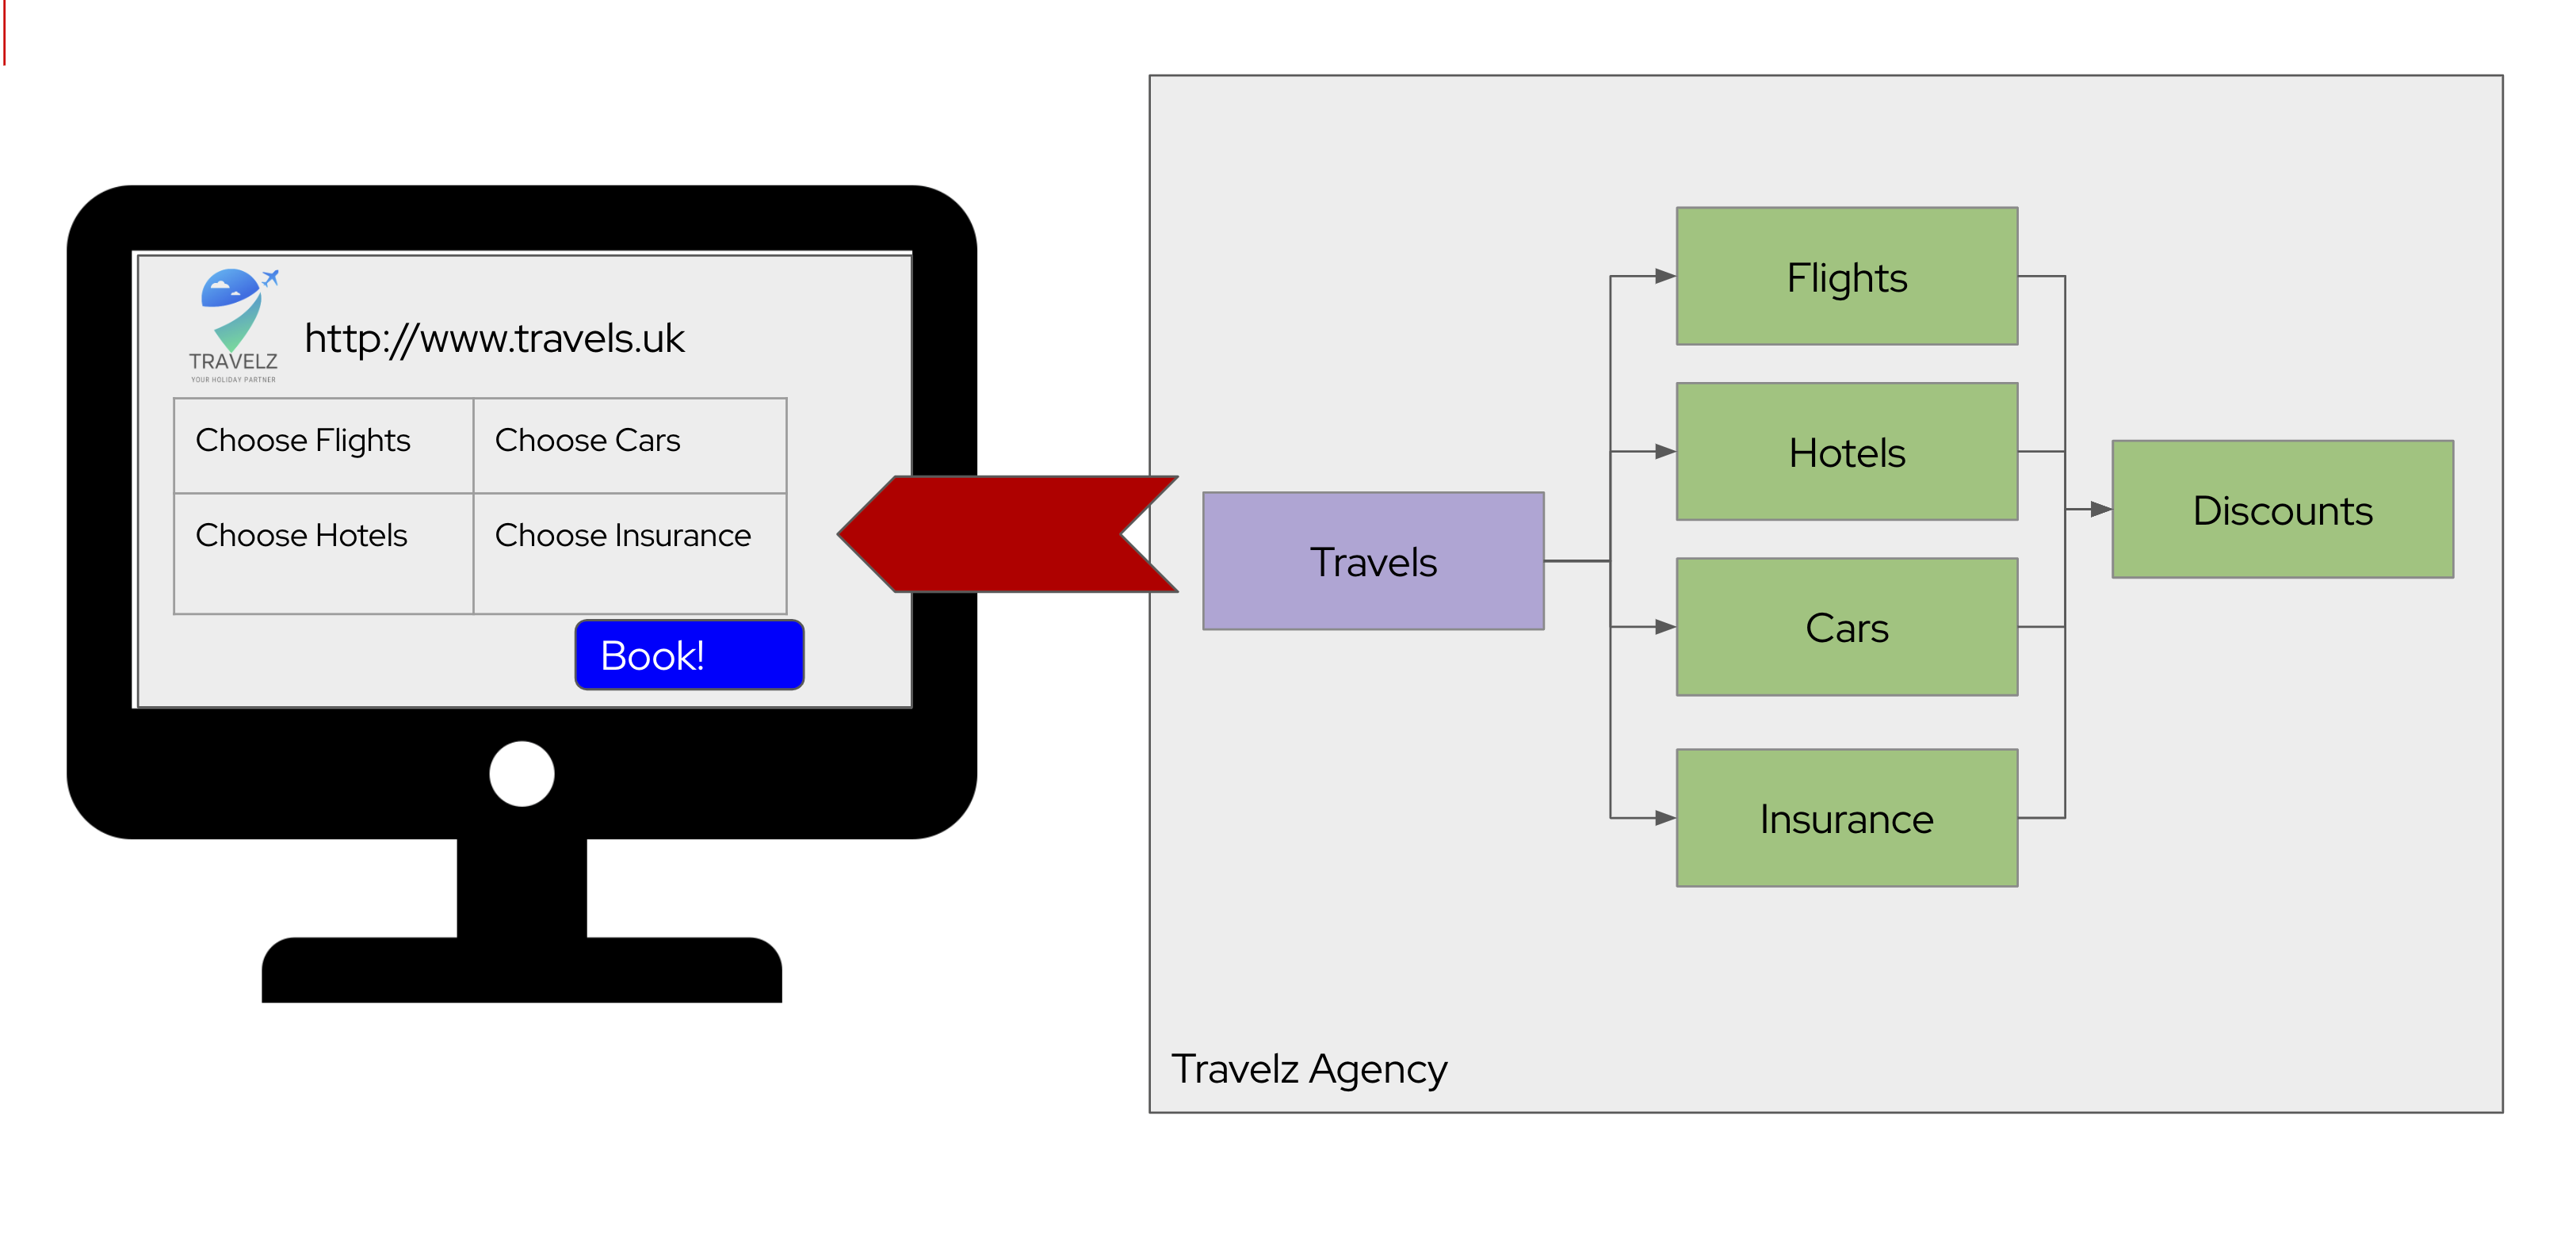 TRAVELZ
YOUR HOLIDAY PARTNER
http://www.travels.uk
Choose Flights
Choose Cars
Choose Hotels
Choose Insurance
Book!
Travels
Flights
Hotels
Cars
Insurance
Discounts
Travelz Agency